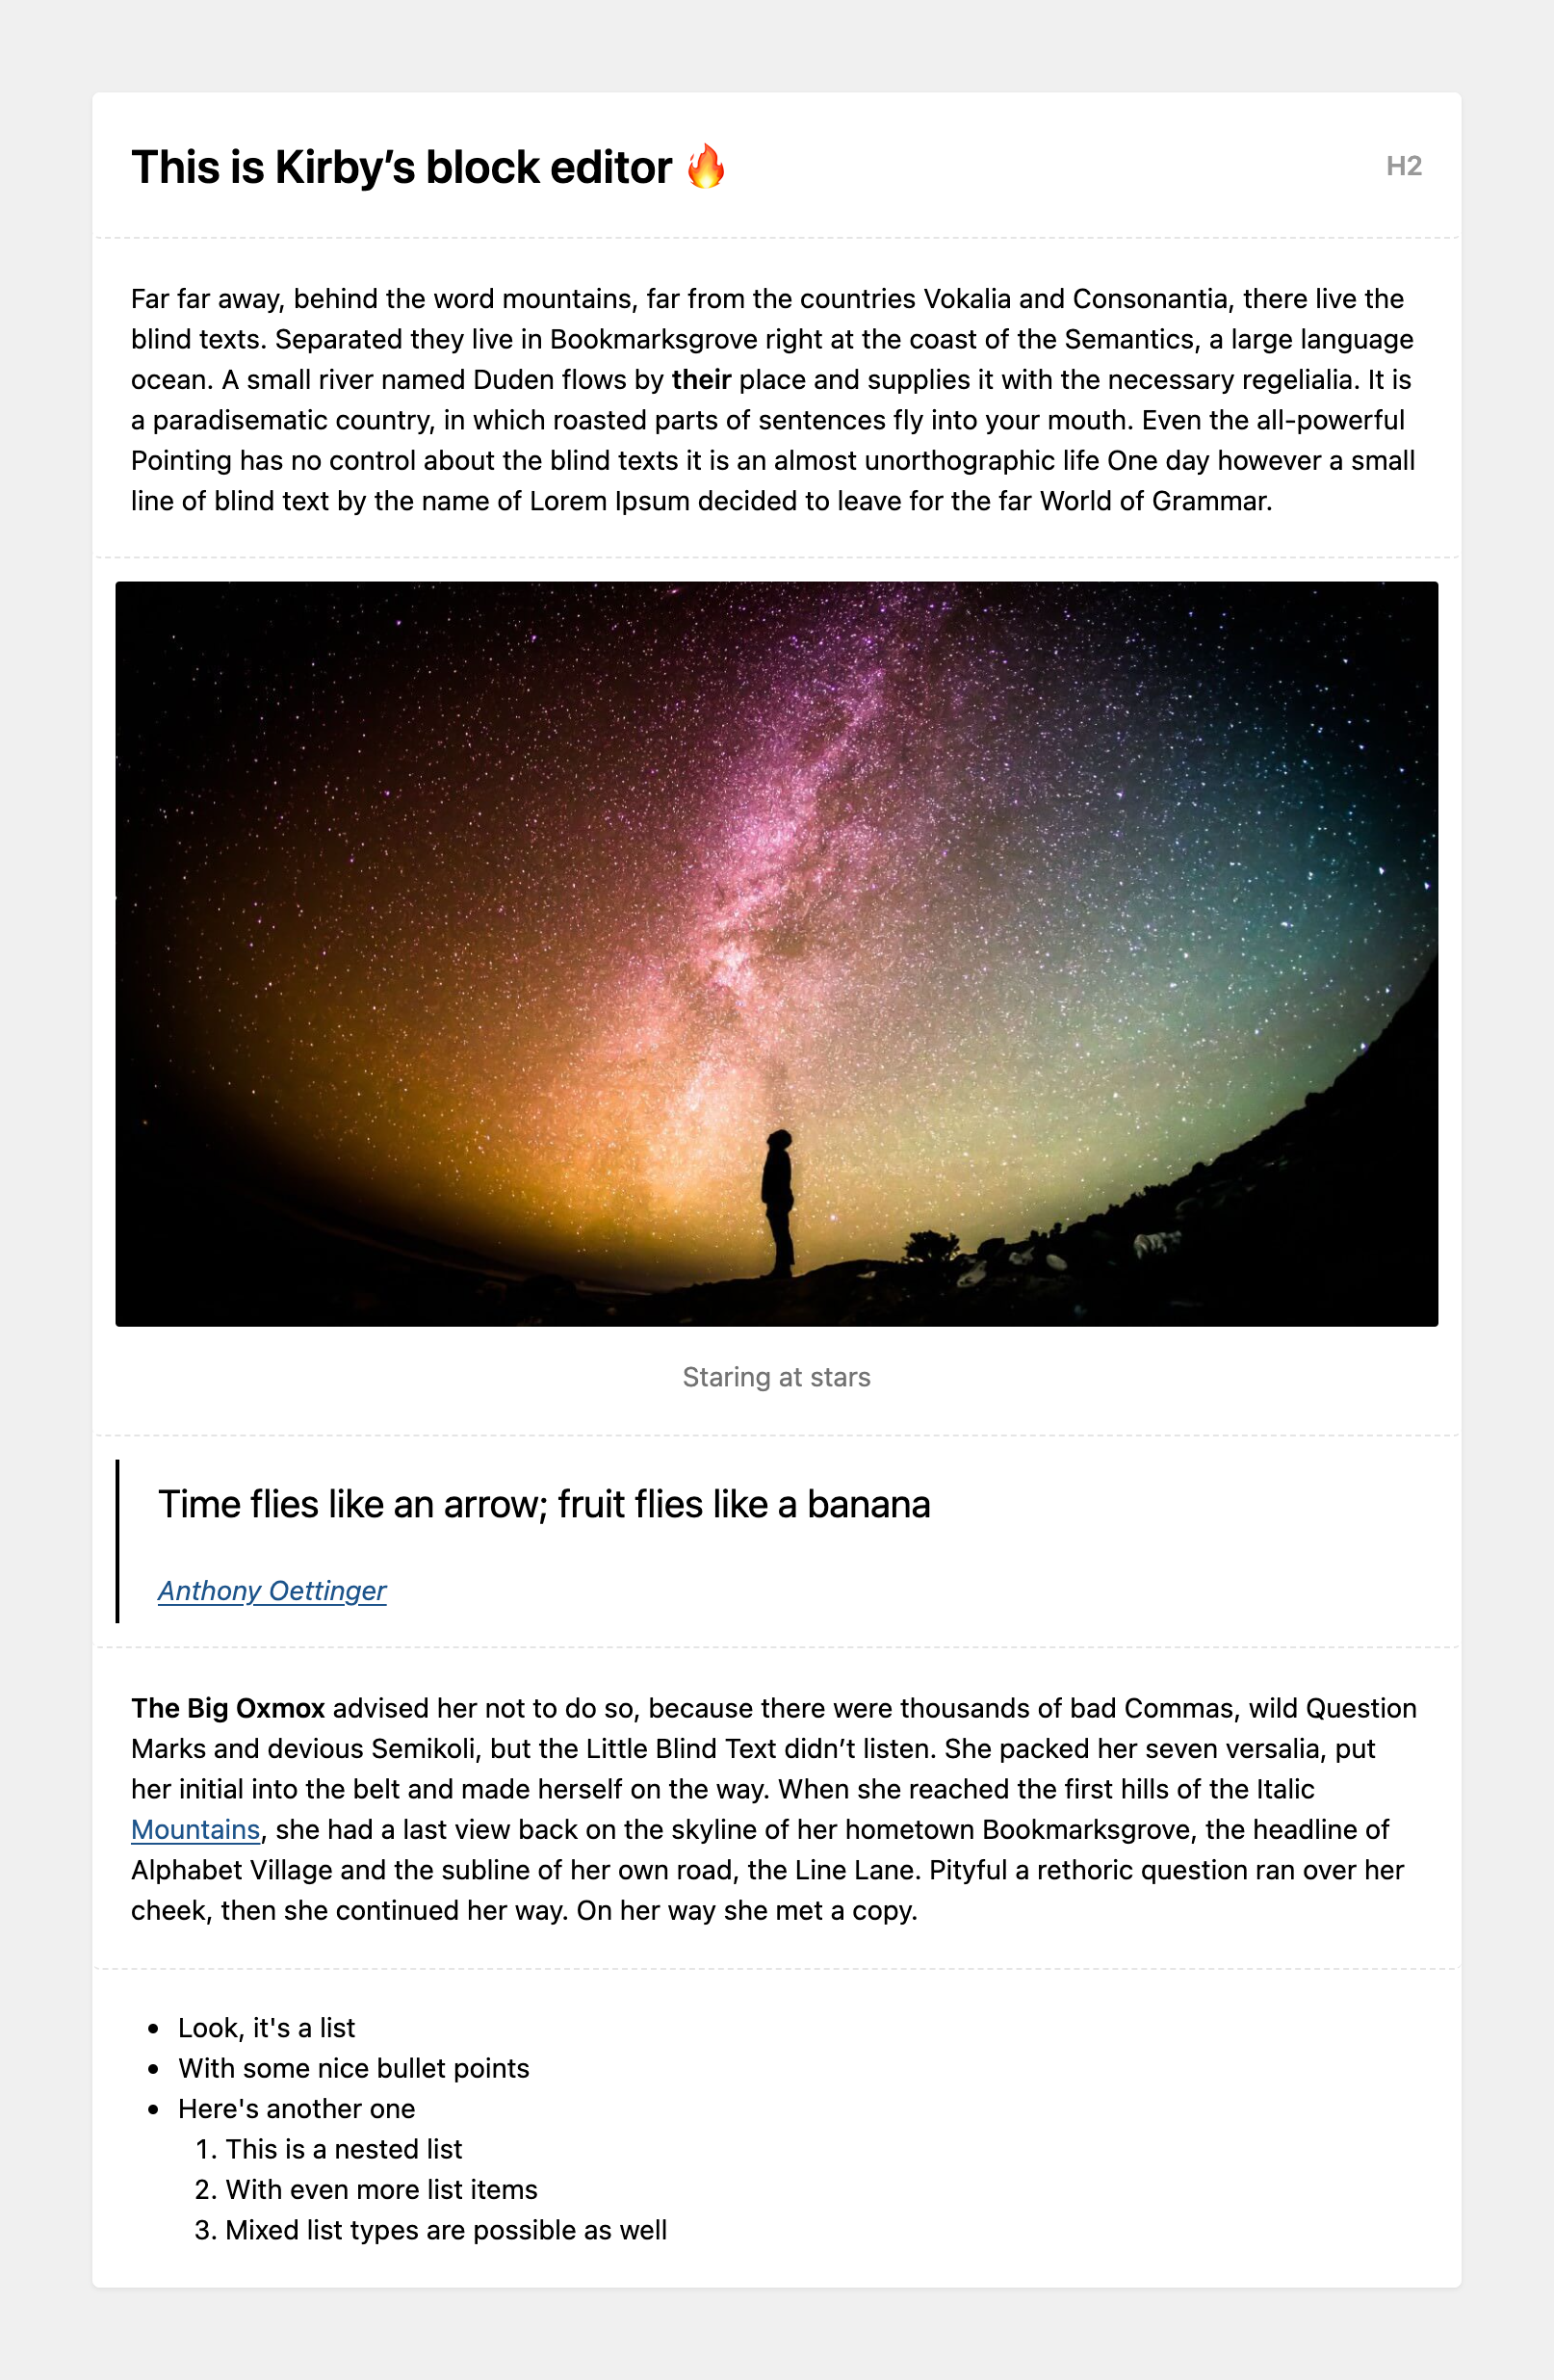 This is Kirby’s block editor 🔥
H2
Far far away, behind the word mountains, far from the countries Vokalia and Consonantia, there live the
blind texts. Separated they live in Bookmarksgrove right at the coast of the Semantics, a large language
ocean. A small river named Duden flows by their place and supplies it with the necessary regelialia. It is
a paradisematic country, in which roasted parts of sentences fly into your mouth. Even the all-powerful
Pointing has no control about the blind texts it is an almost unorthographic life One day however a small
line of blind text by the name of Lorem Ipsum decided to leave for the far World of Grammar.
Staring at stars
Time flies like an arrow; fruit flies like a banana
Anthony Oettinger
The Big Oxmox advised her not to do so, because there were thousands of bad Commas, wild Question
Marks and devious Semikoli, but the Little Blind Text didn’t listen. She packed her seven versalia, put
her initial into the belt and made herself on the way. When she reached the first hills of the Italic
Mountains, she had a last view back on the skyline of her hometown Bookmarksgrove, the headline of
Alphabet Village and the subline of her own road, the Line Lane. Pityful a rethoric question ran over her
cheek, then she continued her way. On her way she met a copy.
• Look, it's a list
• With some nice bullet points
• Here's another one
1. This is a nested list
2. With even more list items
3. Mixed list types are possible as well